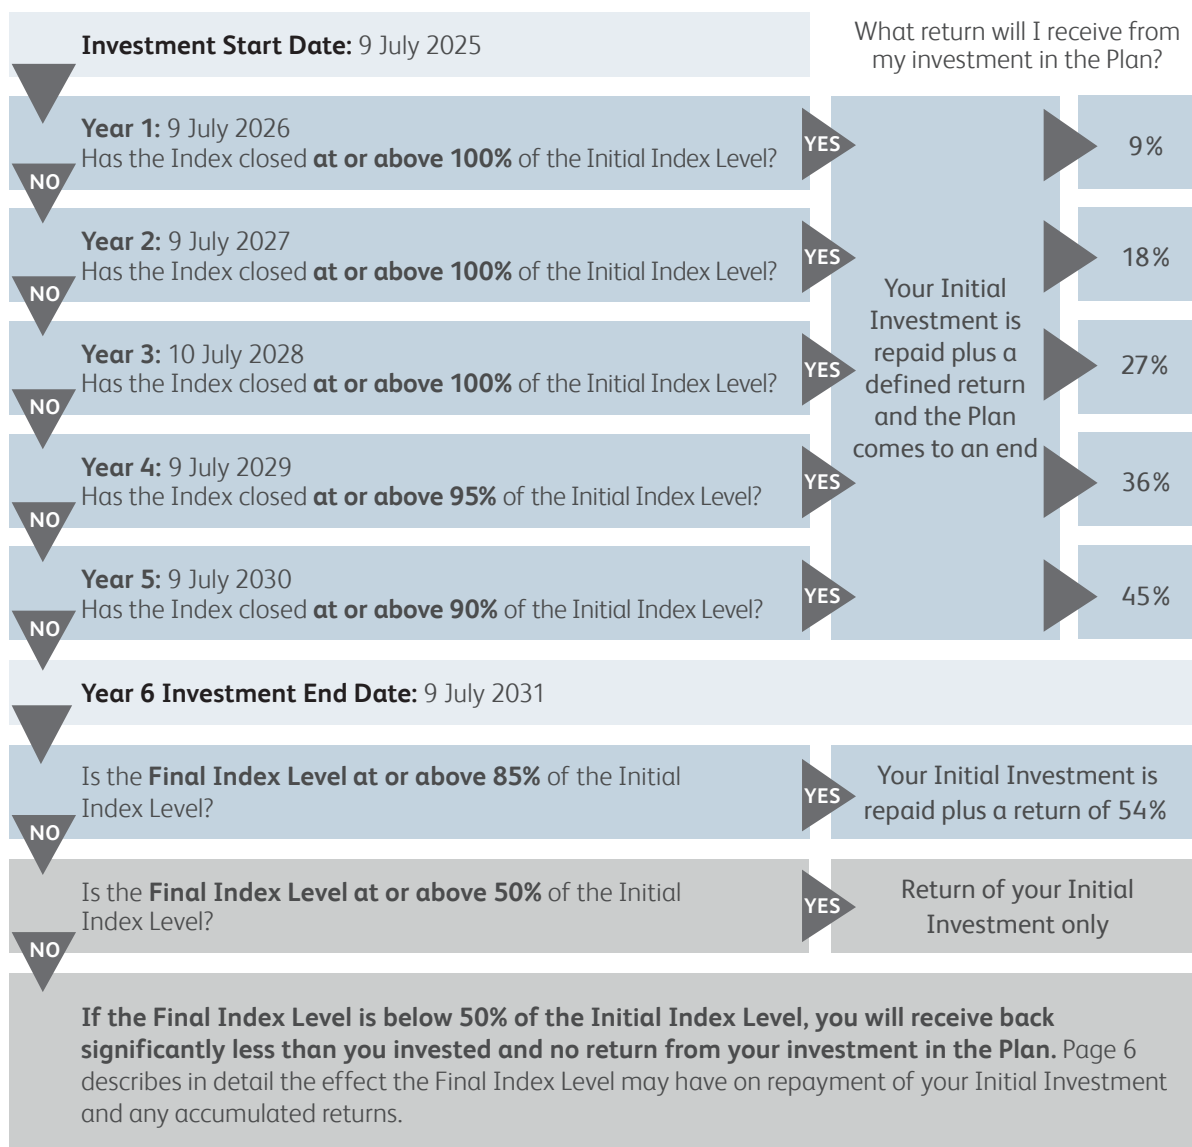 Investment Start Date: 9 July 2025
What return will I receive from
my investment in the Plan?
Year 1: 9 July 2026
Has the Index closed at or above 100% of the Initial Index Level?
YES
9%
NO
Year 2: 9 July 2027
Has the Index closed at or above 100% of the Initial Index Level?
YES
18%
NO
Year 3: 10 July 2028
Has the Index closed at or above 100% of the Initial Index Level?
YES
27%
NO
Year 4: 9 July 2029
Has the Index closed at or above 95% of the Initial Index Level?
YES
36%
NO
Year 5: 9 July 2030
Has the Index closed at or above 90% of the Initial Index Level?
YES
45%
NO
Your Initial
Investment is
repaid plus a
defined return
and the Plan
comes to an end
Year 6 Investment End Date: 9 July 2031
Is the Final Index Level at or above 85% of the Initial
Index Level?
YES
Your Initial Investment is
repaid plus a return of 54%
NO
Is the Final Index Level at or above 50% of the Initial
Index Level?
YES
Return of your Initial
Investment only
NO
If the Final Index Level is below 50% of the Initial Index Level, you will receive back
significantly less than you invested and no return from your investment in the Plan. Page 6
describes in detail the effect the Final Index Level may have on repayment of your Initial Investment
and any accumulated returns.